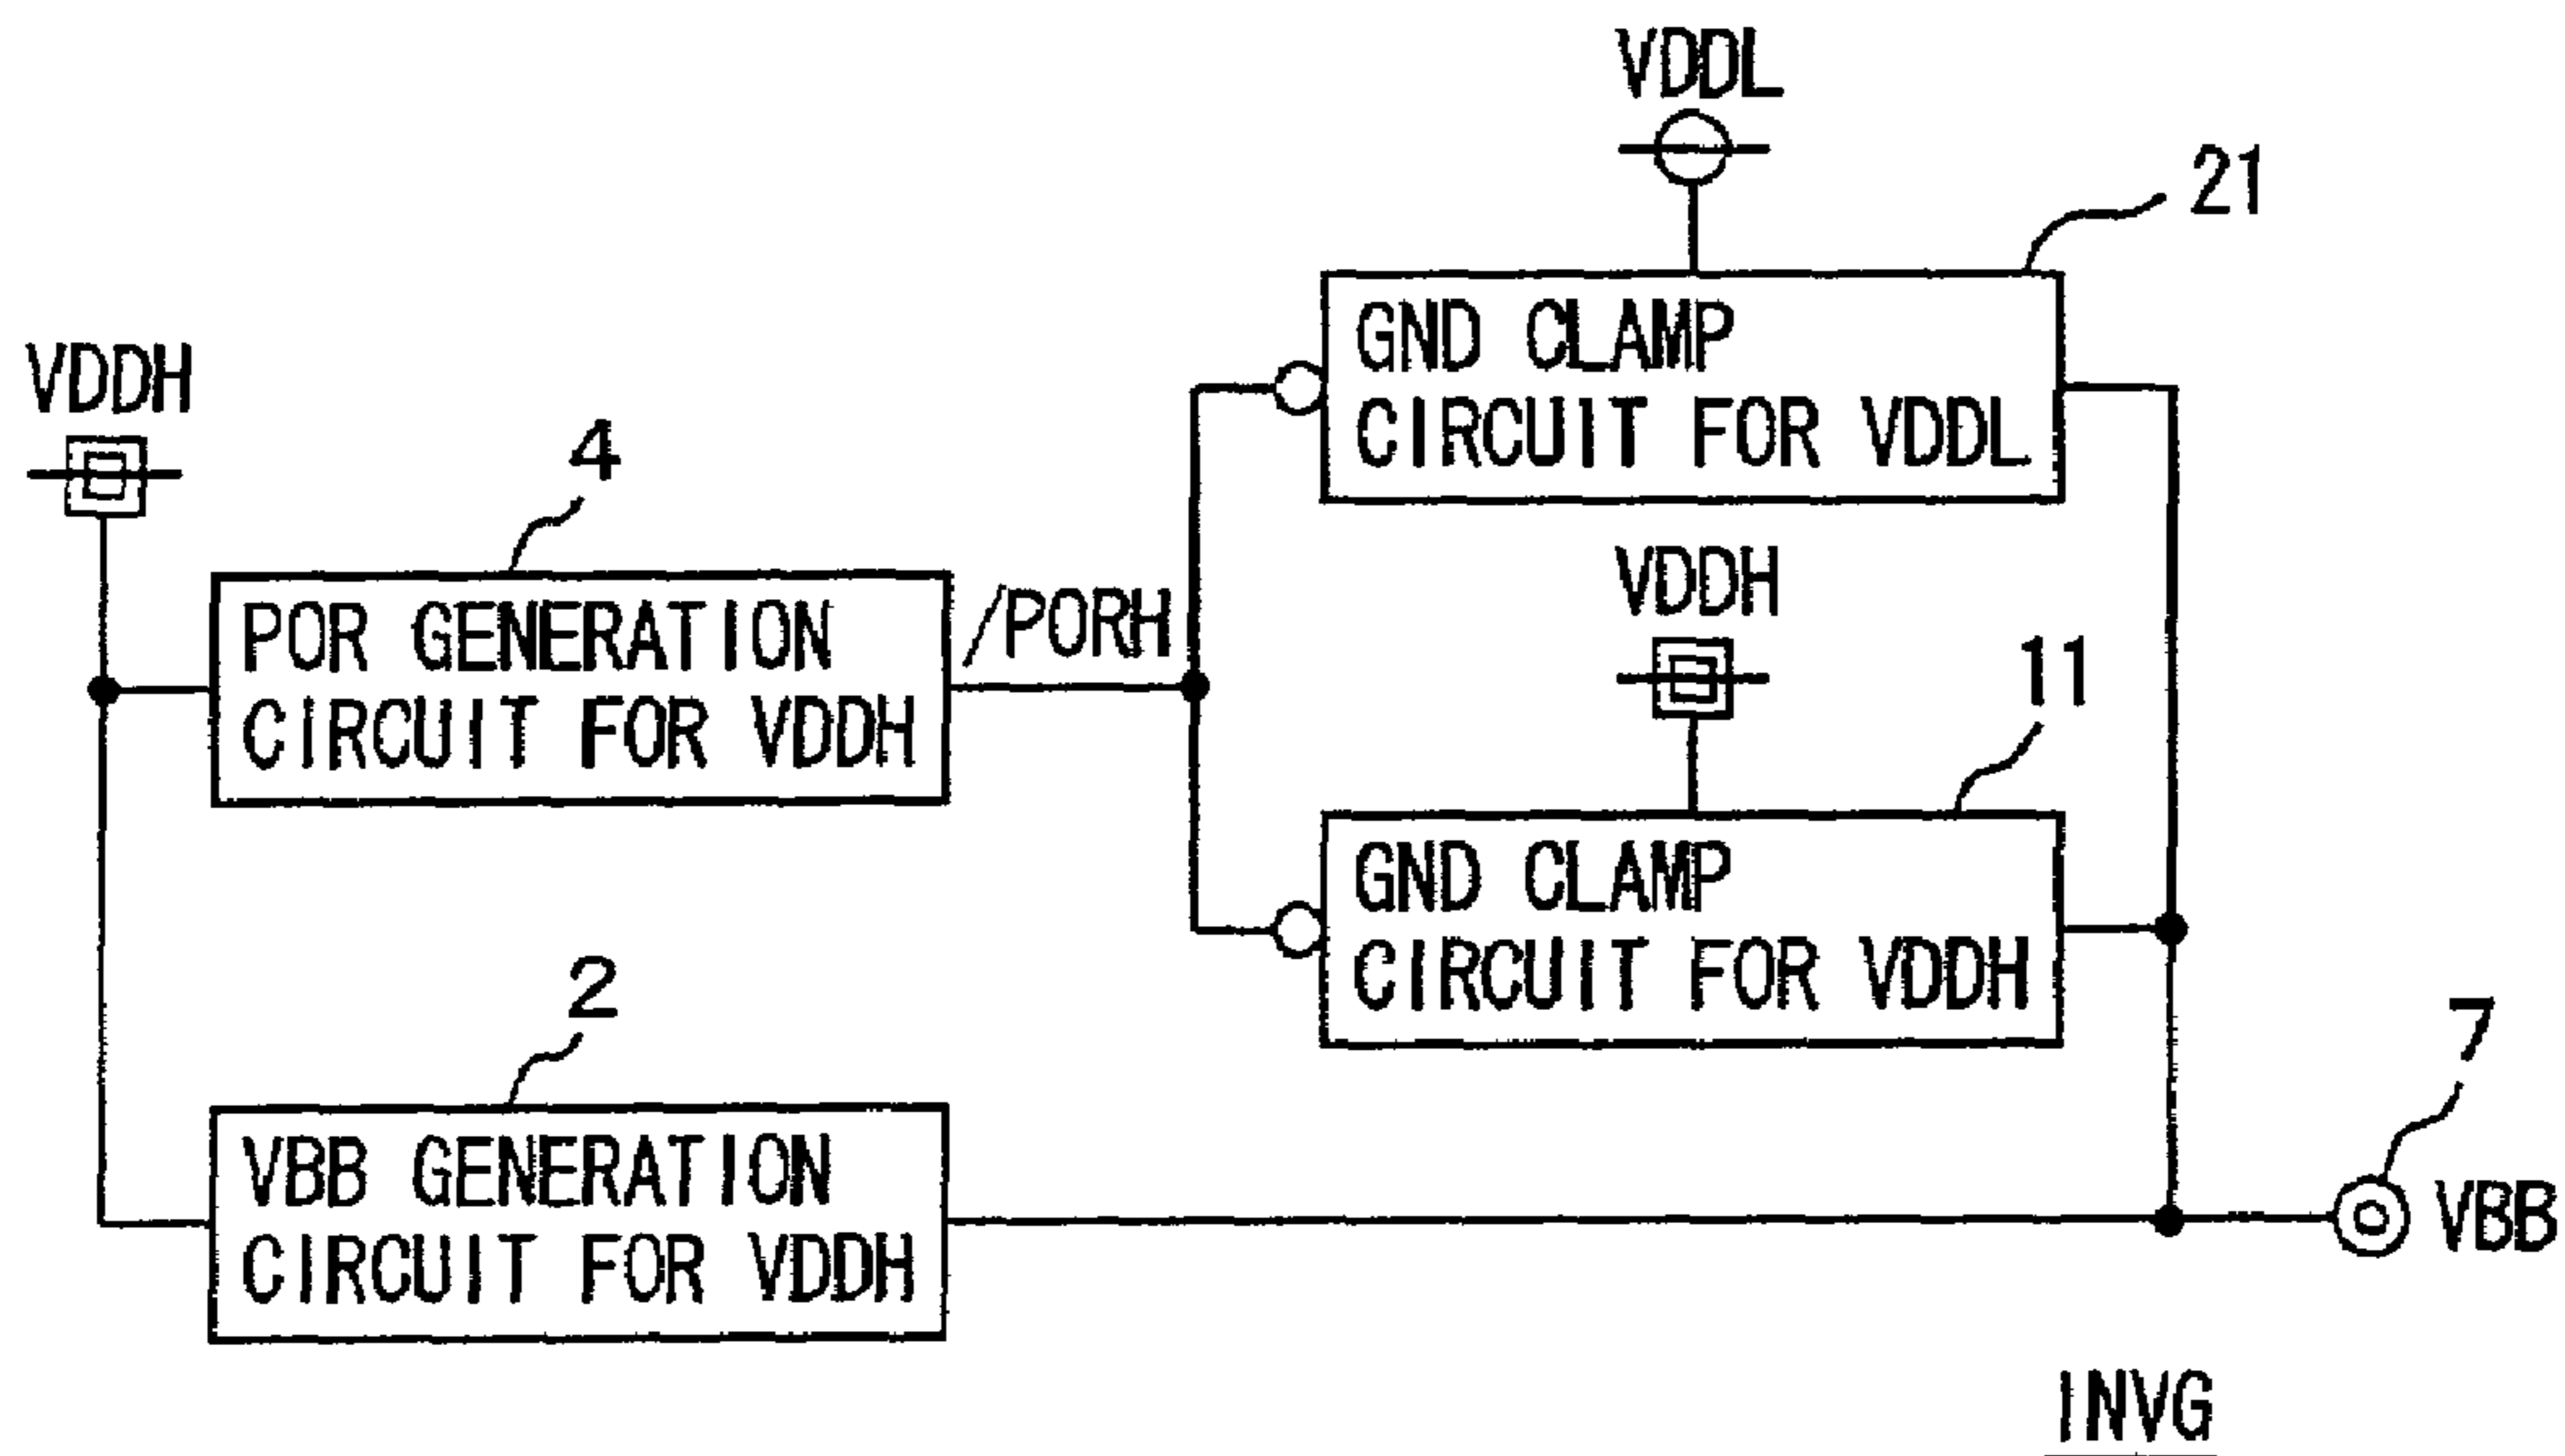 VDDL
21
GND CLAMP
CIRCUIT FOR VDDL
VDDH
4
POR GENERATION
CIRCUIT FOR VDDH
/PORH
VDDH
11
GND CLAMP
CIRCUIT FOR VDDH
2
VBB GENERATION
CIRCUIT FOR VDDH
7
VBB
INVG